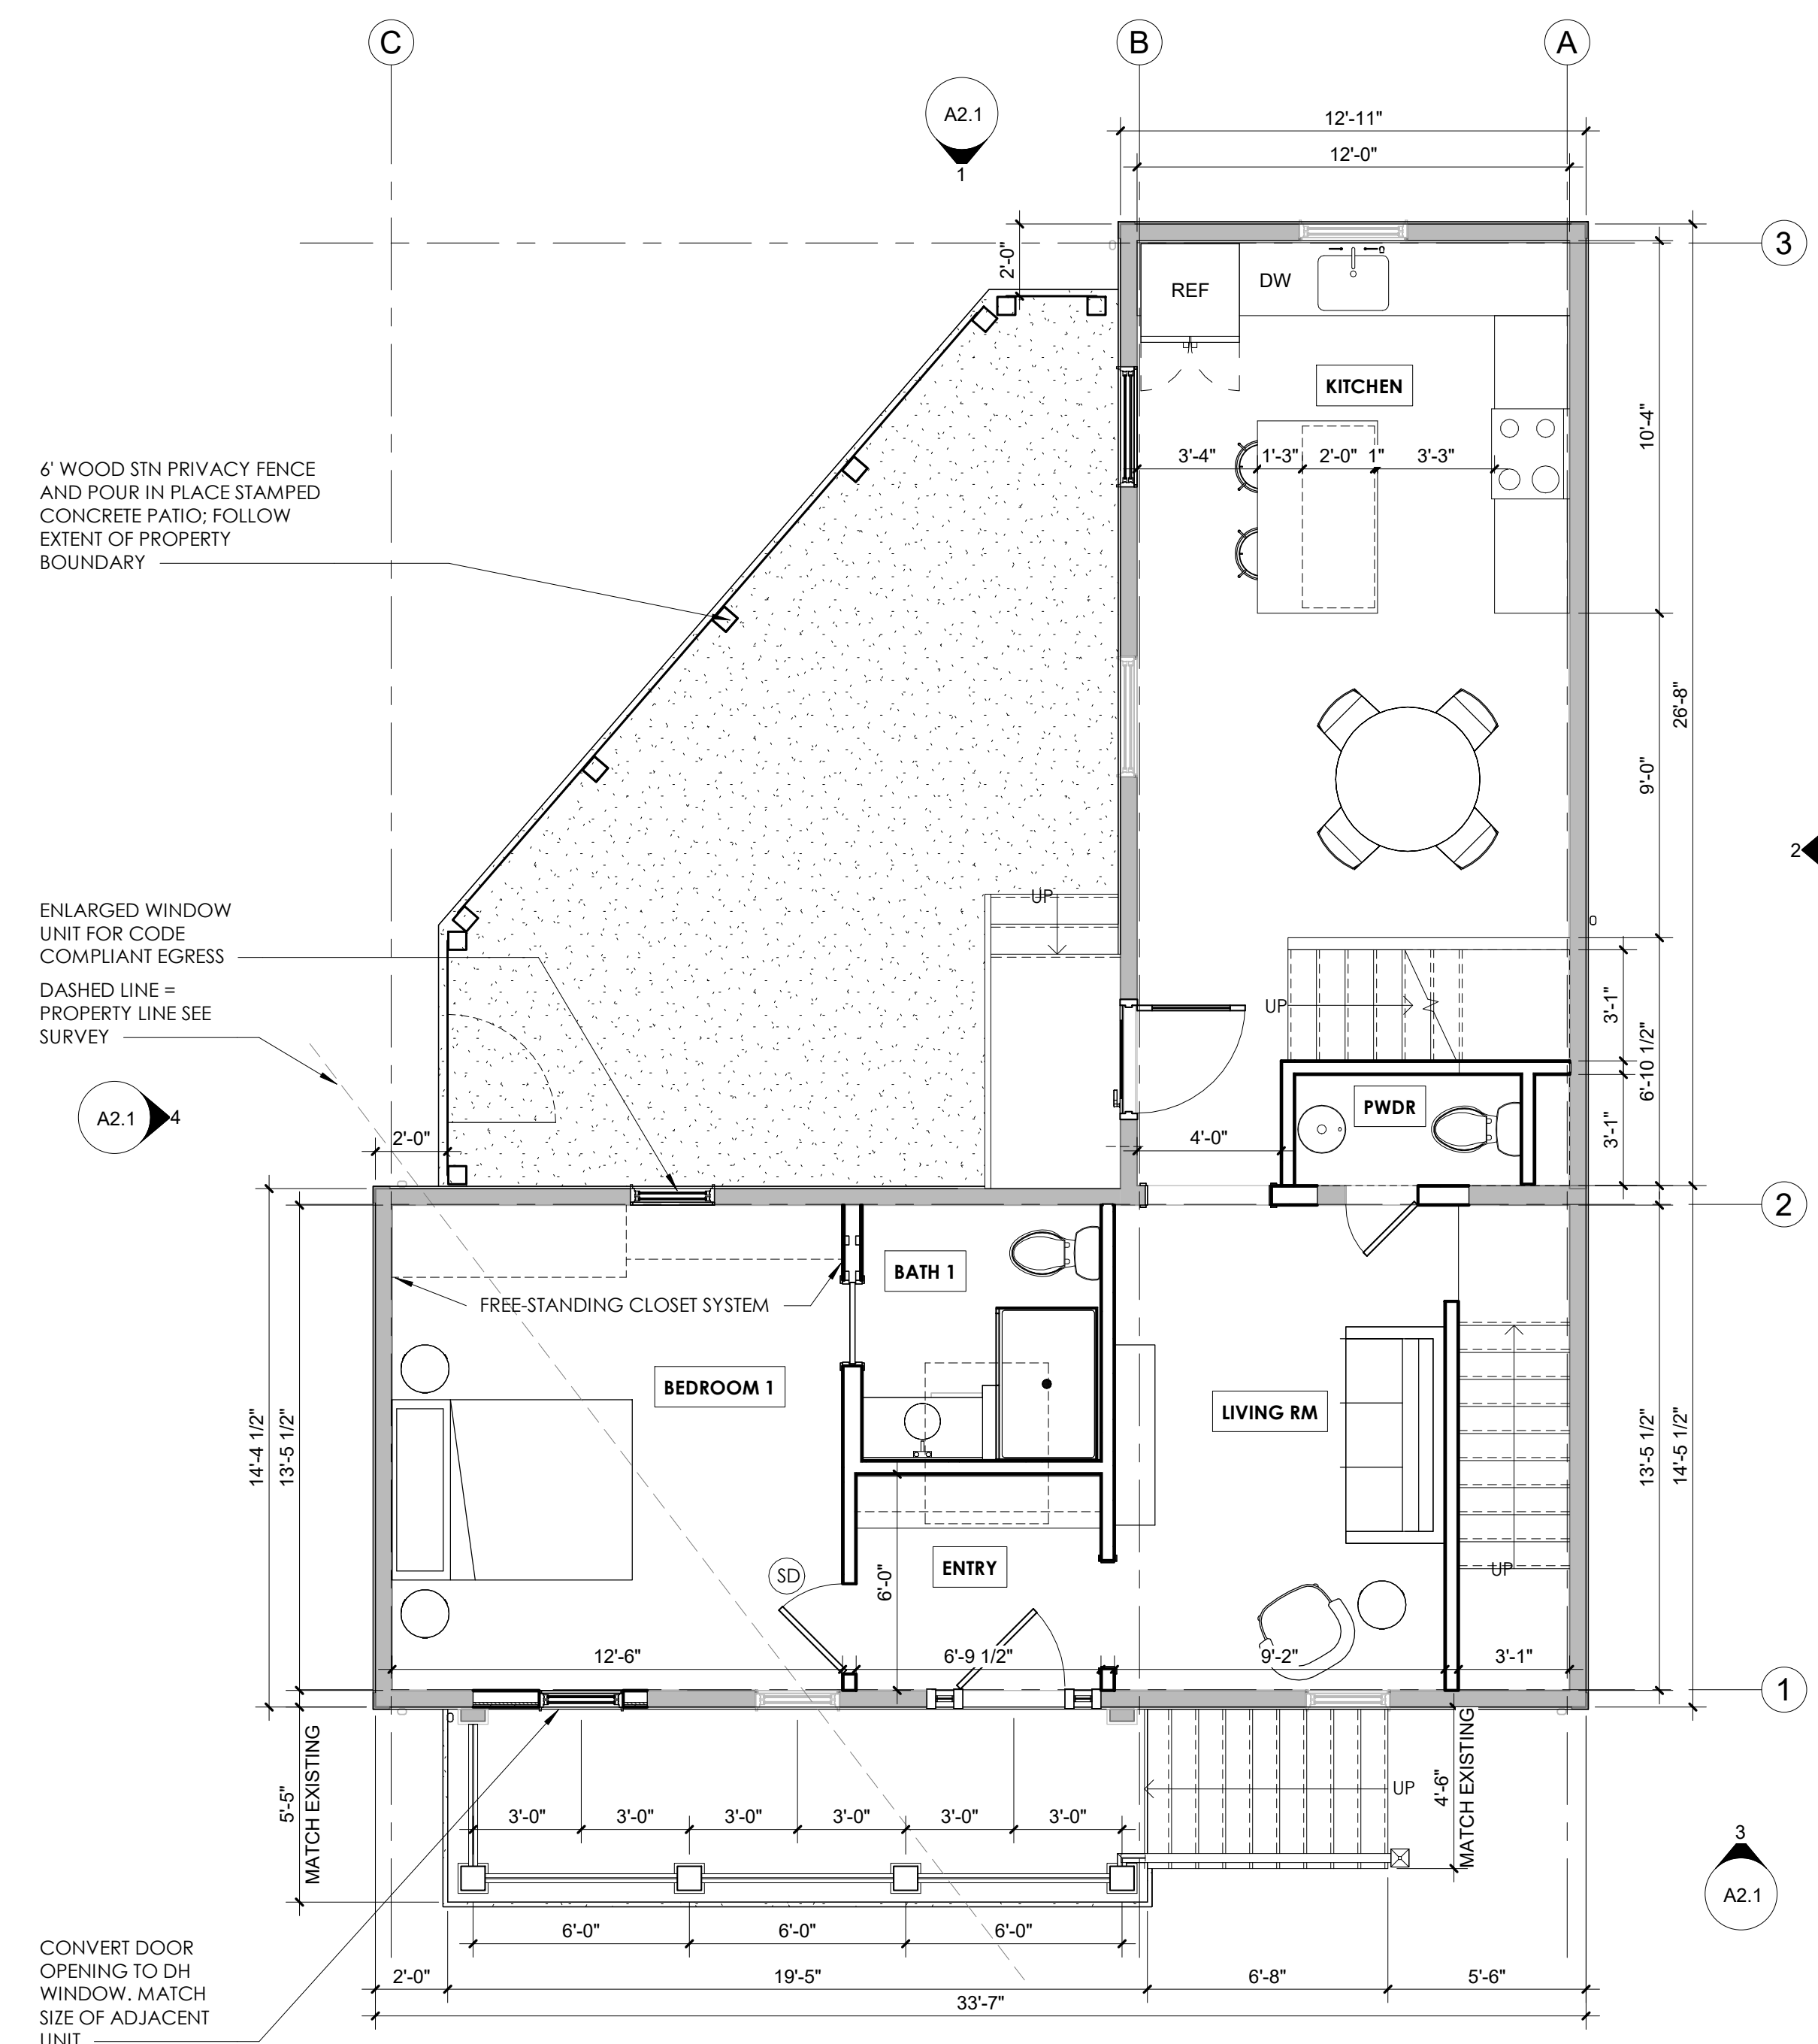 C
B
A
A2.1
1
12'-11"
12'-0"
3
2'-0"
REF
DW
KITCHEN
10'-4"
3'-4"
1'-3"
2'-0"
1"
3'-3"
6' WOOD STN PRIVACY FENCE
AND POUR IN PLACE STAMPED
CONCRETE PATIO; FOLLOW
EXTENT OF PROPERTY
BOUNDARY
26'-8"
9'-0"
2
UP
ENLARGED WINDOW
UNIT FOR CODE
COMPLIANT EGRESS
DASHED LINE =
PROPERTY LINE SEE
SURVEY
UP
3'-1"
6'-10 1/2"
A2.1
4
PWDR
2'-0"
4'-0"
3'-1"
2
BATH 1
FREE-STANDING CLOSET SYSTEM
BEDROOM 1
LIVING RM
14'-4 1/2"
13'-5 1/2"
13'-5 1/2"
14'-5 1/2"
SD
ENTRY
6'-0"
UP
12'-6"
6'-9 1/2"
9'-2"
3'-1"
1
5'-5"
MATCH EXISTING
3'-0"
3'-0"
3'-0"
3'-0"
3'-0"
3'-0"
UP
4'-6"
MATCH EXISTING
3
A2.1
6'-0"
6'-0"
6'-0"
CONVERT DOOR
OPENING TO DH
WINDOW. MATCH
SIZE OF ADJACENT
UNIT
2'-0"
19'-5"
6'-8"
5'-6"
33'-7"